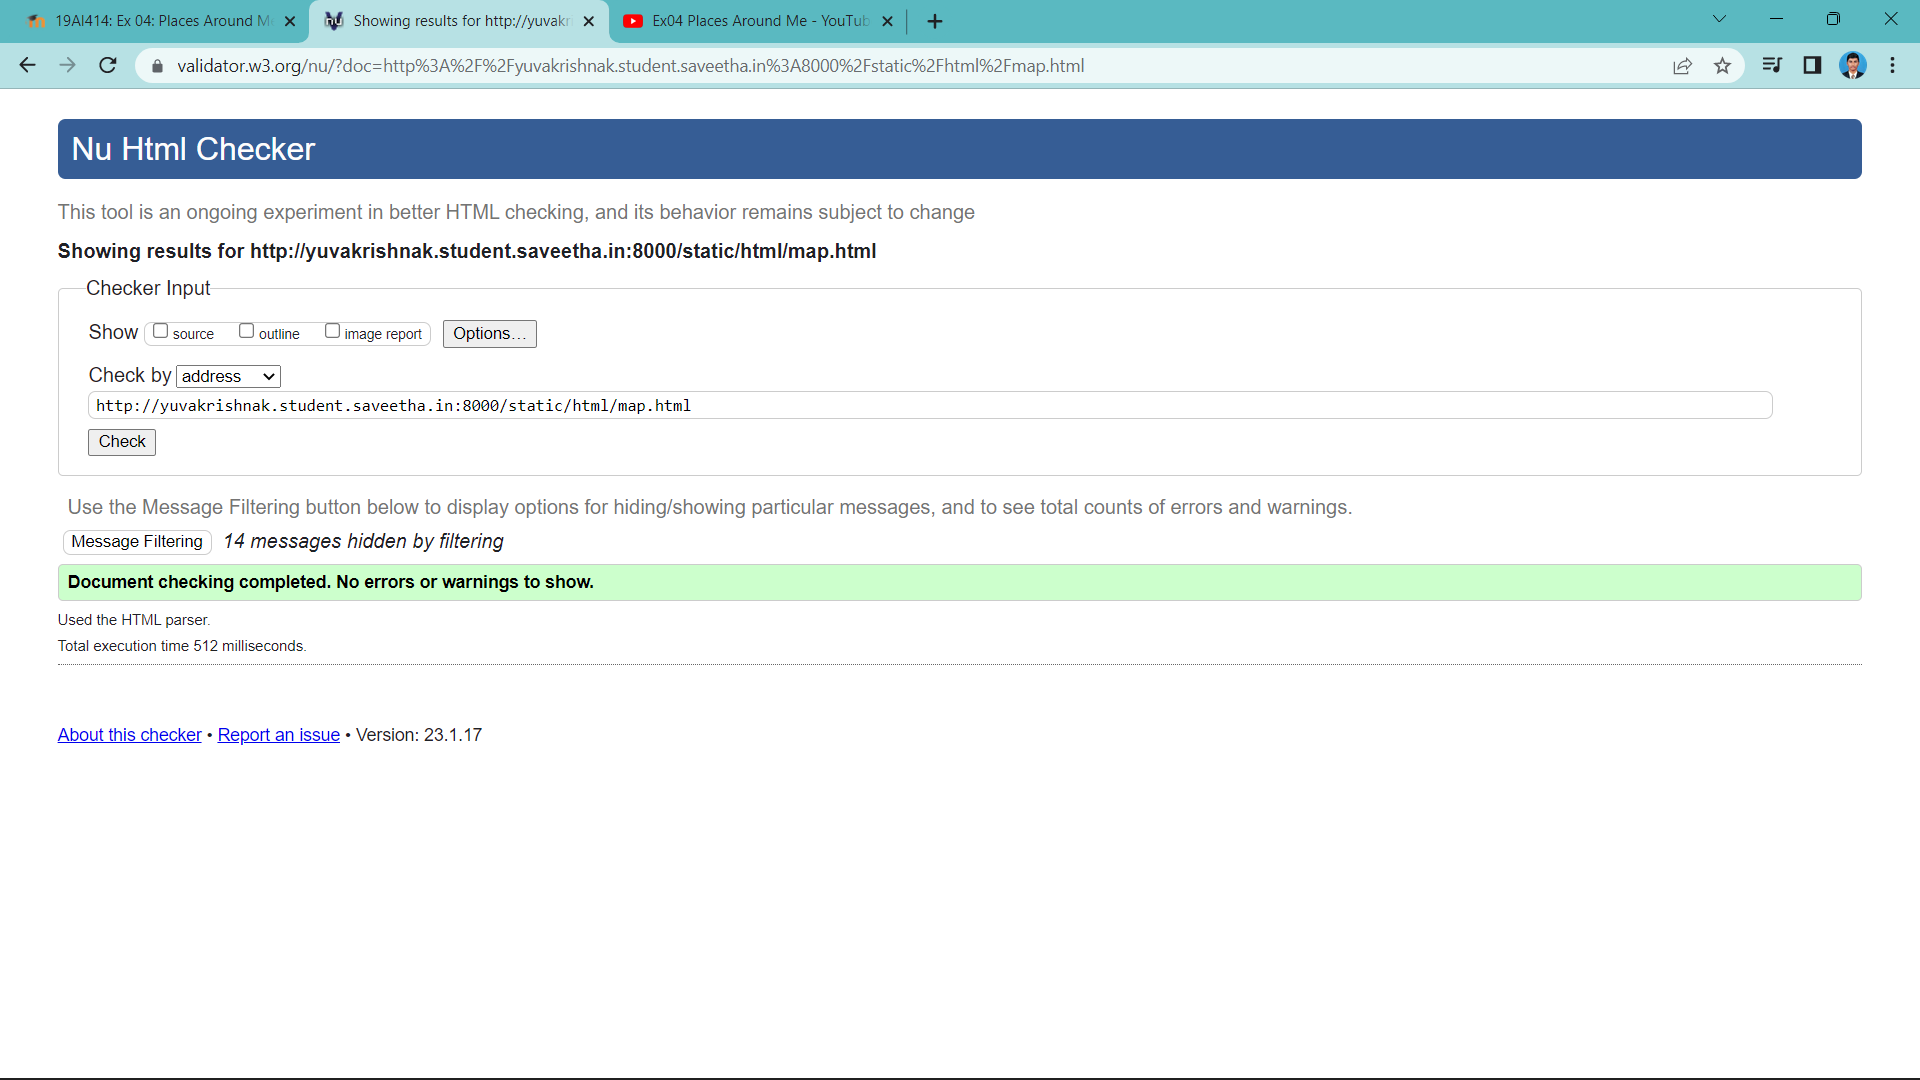 19AI414: Ex 04: Places Around M
Showing results for http://yuvakr
Ex04 Places Around Me - YouTub
validator.w3.org/nu/?doc=http%3A%2F%2Fyuvakrishnak.student.saveetha.in%3A8000%2Fstatic%2Fhtml%2Fmap.html
Nu Html Checker
This tool is an ongoing experiment in better HTML checking, and its behavior remains subject to change
Showing results for http://yuvakrishnak.student.saveetha.in:8000/static/html/map.html
Checker Input
Show source outline image report Options...
Check by address
http://yuvakrishnak.student.saveetha.in:8000/static/html/map.html
Check
Use the Message Filtering button below to display options for hiding/showing particular messages, and to see total counts of errors and warnings.
Message Filtering 14 messages hidden by filtering
Document checking completed. No errors or warnings to show.
Used the HTML parser.
Total execution time 512 milliseconds.
About this checker • Report an issue • Version: 23.1.17